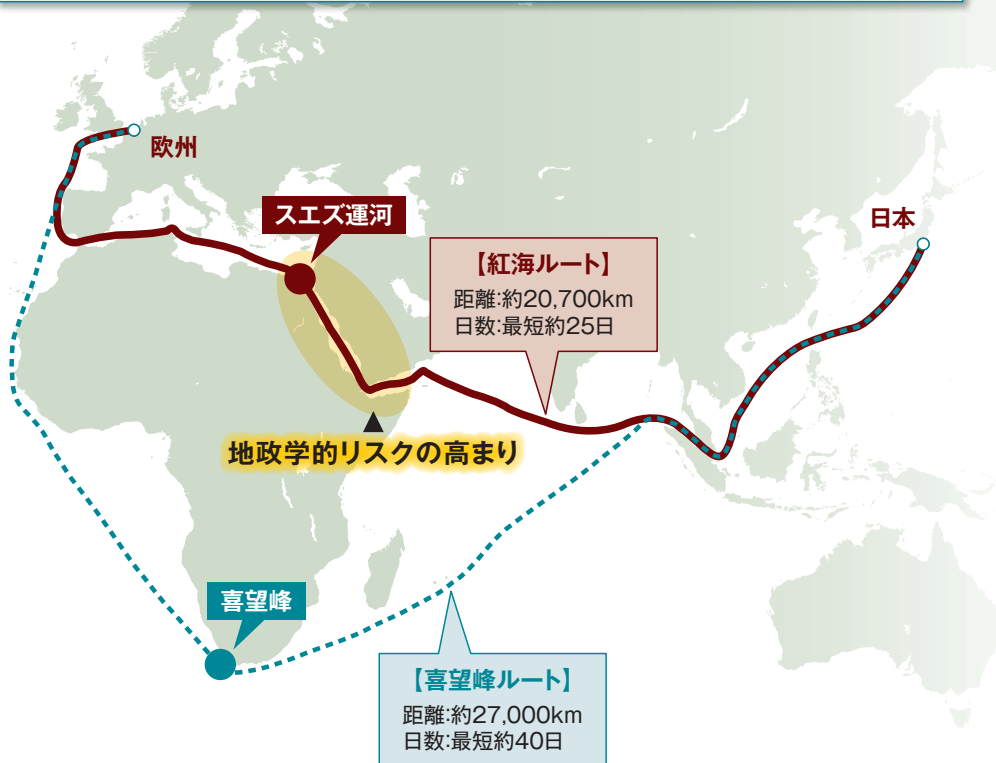 欧州
スエズ運河
日本
【紅海ルート】
距離:約20,700km
日数:最短約25日
▲
地政学的リスクの高まり
喜望峰
【喜望峰ルート】
距離:約27,000km
日数:最短約40日